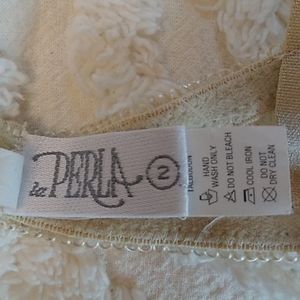 la PERLA
2
HAND
WASH ONLY
DO NOT BLEACH
COOL IRON
DO NOT
DRY CLEAN